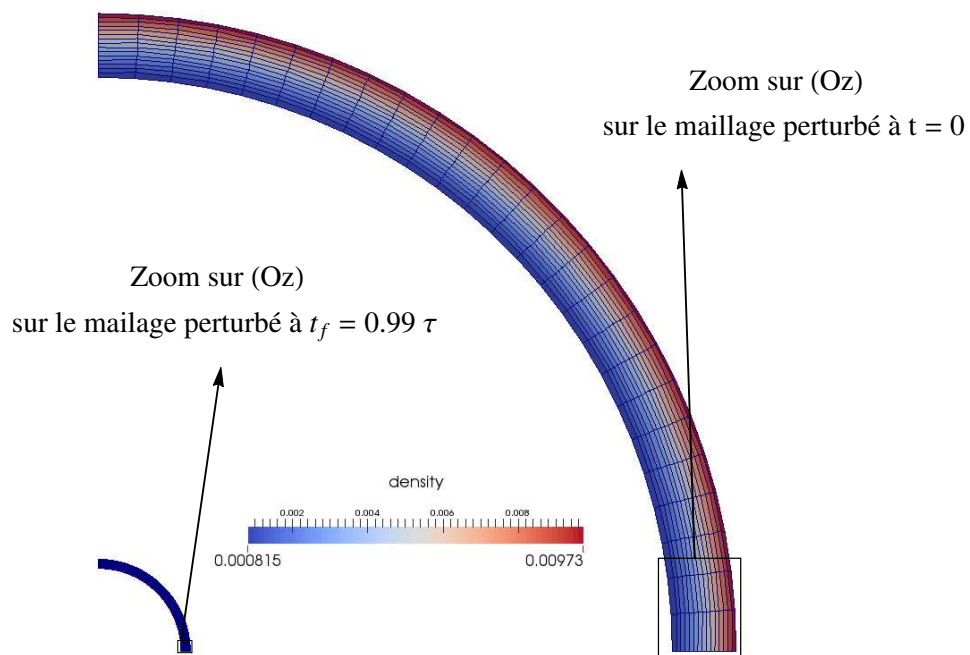 Zoom sur (Oz)
sur le maillage perturbé à t = 0
Zoom sur (Oz)
sur le mailage perturbé à $t_f$ = 0.99 τ
density
0.002 0.004 0.006 0.008
0.000815 0.00973